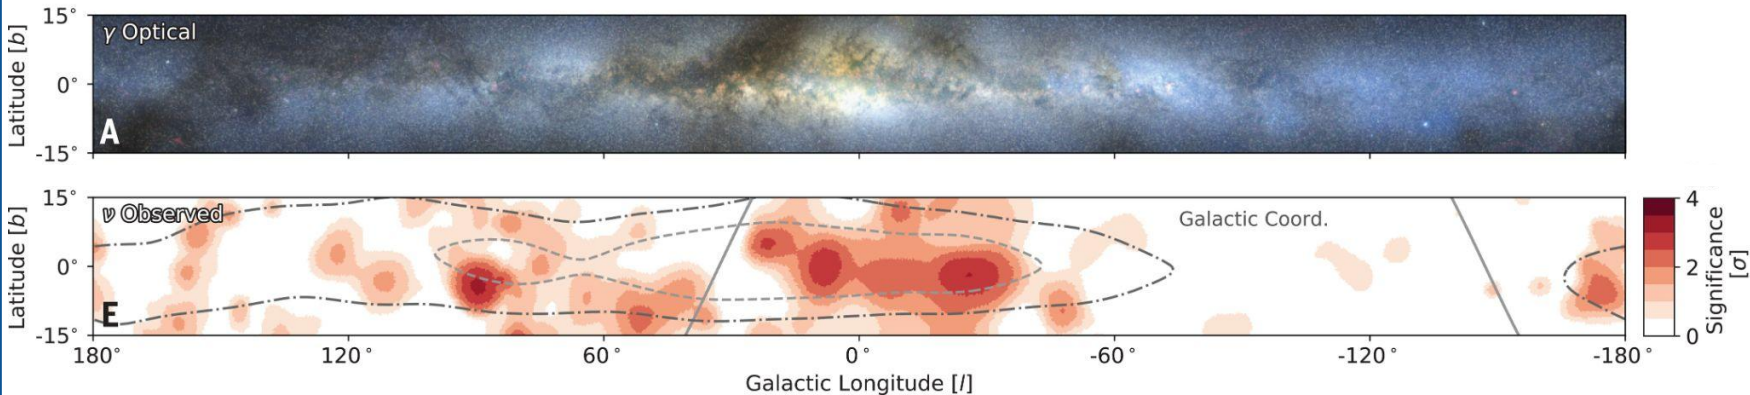 15°
γ Optical
Latitude [b]
0°
A
-15°
15°
ν Observed
Galactic Coord.
4
Latitude [b]
0°
2
Significance
[σ]
E
-15°
0
180°
120°
60°
0°
-60°
-120°
-180°
Galactic Longitude [l]